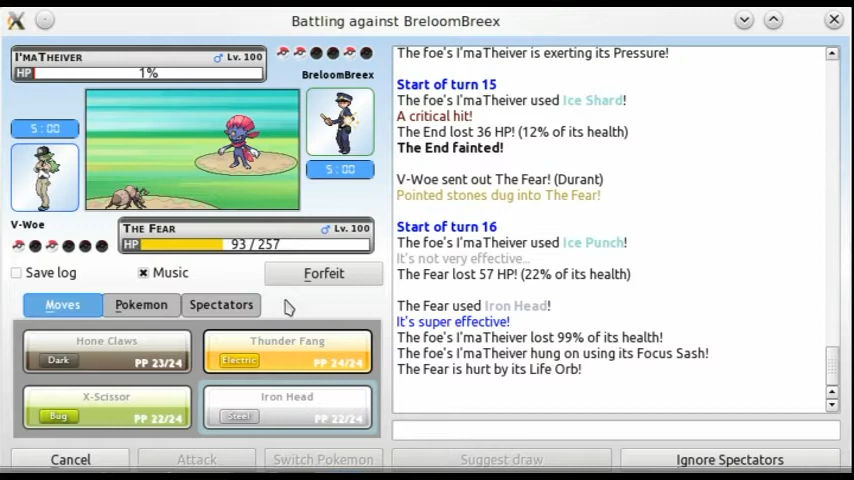 Battling against BreloomBreex
I'maTheiver ♂ Lv. 100
HP 1%
BreloomBreex
5:00
5:00
V-Woe
The Fear ♂ Lv. 100
HP 93 / 257
Save log
Music
Forfeit
Moves
Pokemon
Spectators
Hone Claws
Dark PP 23/24
Thunder Fang
Electric PP 24/24
X-Scissor
Bug PP 22/24
Iron Head
Steel PP 22/24
Cancel
Attack
Switch Pokemon
The foe's I'maTheiver is exerting its Pressure!
Start of turn 15
The foe's I'maTheiver used Ice Shard!
A critical hit!
The End lost 36 HP! (12% of its health)
The End fainted!
V-Woe sent out The Fear! (Durant)
Pointed stones dug into The Fear!
Start of turn 16
The foe's I'maTheiver used Ice Punch!
It's not very effective...
The Fear lost 57 HP! (22% of its health)
The Fear used Iron Head!
It's super effective!
The foe's I'maTheiver lost 99% of its health!
The foe's I'maTheiver hung on using its Focus Sash!
The Fear is hurt by its Life Orb!
Suggest draw
Ignore Spectators